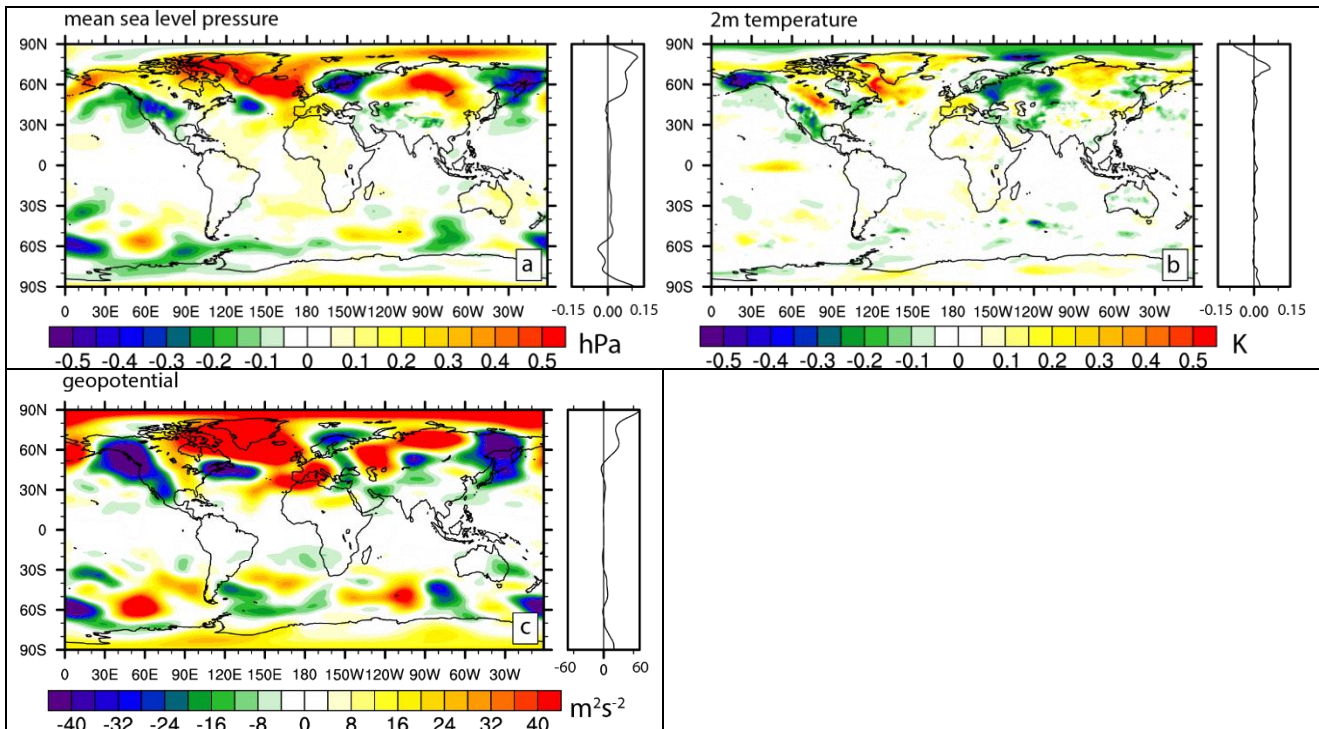 mean sea level pressure
90N
60N
30N
0
30S
60S
90S
a
0 30E 60E 90E 120E 150E 180 150W 120W 90W 60W 30W
-0.15 0.00 0.15
-0.5 -0.4 -0.3 -0.2 -0.1 0 0.1 0.2 0.3 0.4 0.5 hPa
2m temperature
90N
60N
30N
0
30S
60S
90S
b
0 30E 60E 90E 120E 150E 180 150W 120W 90W 60W 30W
-0.15 0.00 0.15
-0.5 -0.4 -0.3 -0.2 -0.1 0 0.1 0.2 0.3 0.4 0.5 K
geopotential
90N
60N
30N
0
30S
60S
90S
c
0 30E 60E 90E 120E 150E 180 150W 120W 90W 60W 30W
-60 0 60
-40 -32 -24 -16 -8 0 8 16 24 32 40 m²s⁻²